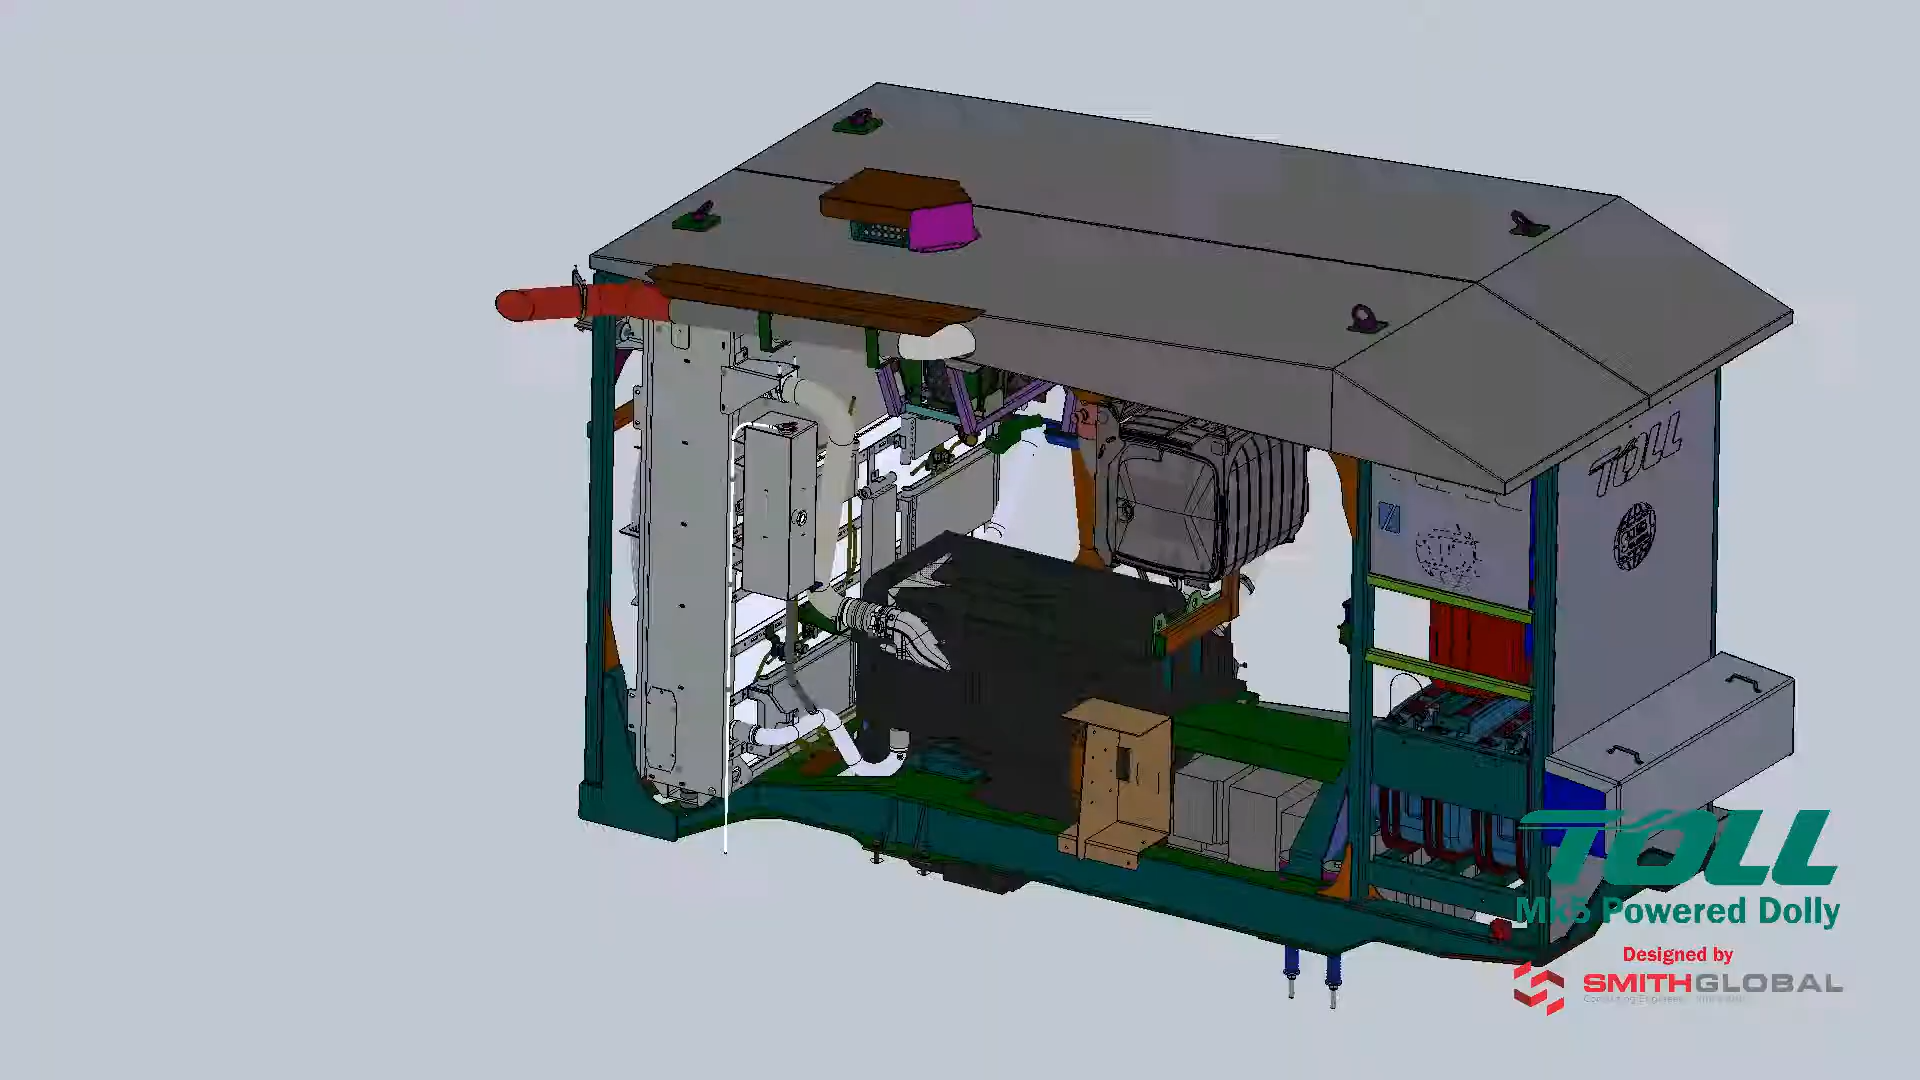 TOLL
TOLL
Mk5 Powered Dolly
Designed by
SMITHGLOBAL